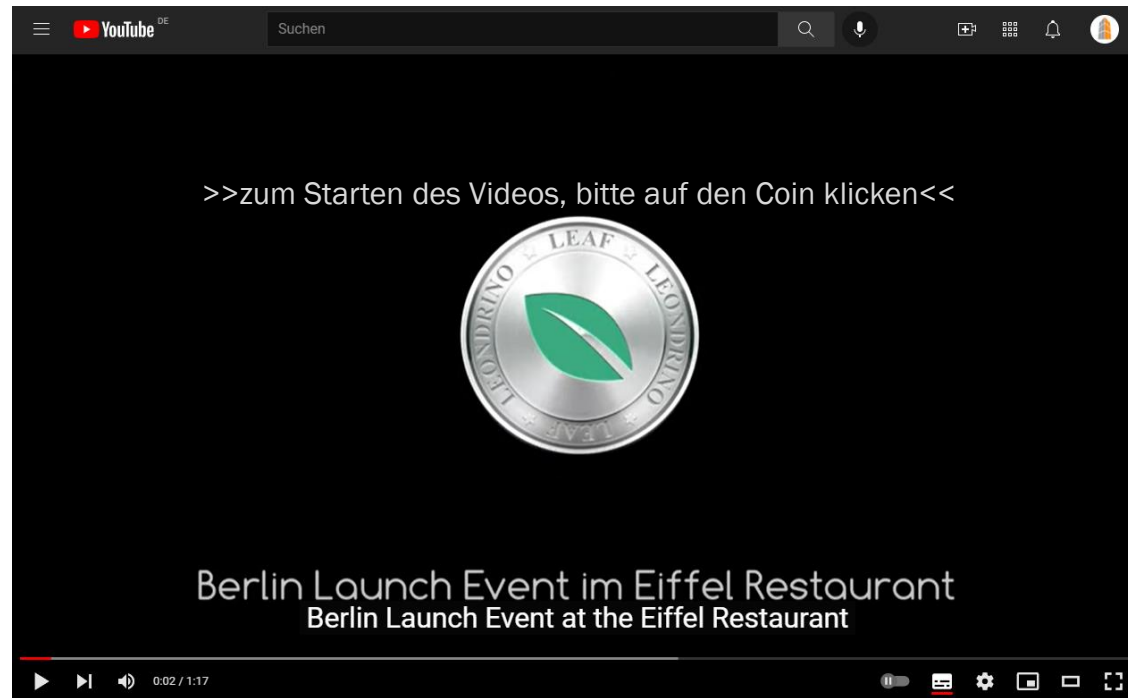 YouTube DE
Suchen
>>zum Starten des Videos, bitte auf den Coin klicken<<
LEAF
LEONDRINO
LEONDRINO
LEAF
Berlin Launch Event im Eiffel Restaurant
Berlin Launch Event at the Eiffel Restaurant
0:02 / 1:17